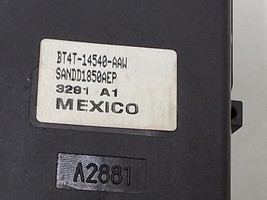 BT4T-14540-AAW
SANDD1850AEP
3281 A1
MEXICO
A2881